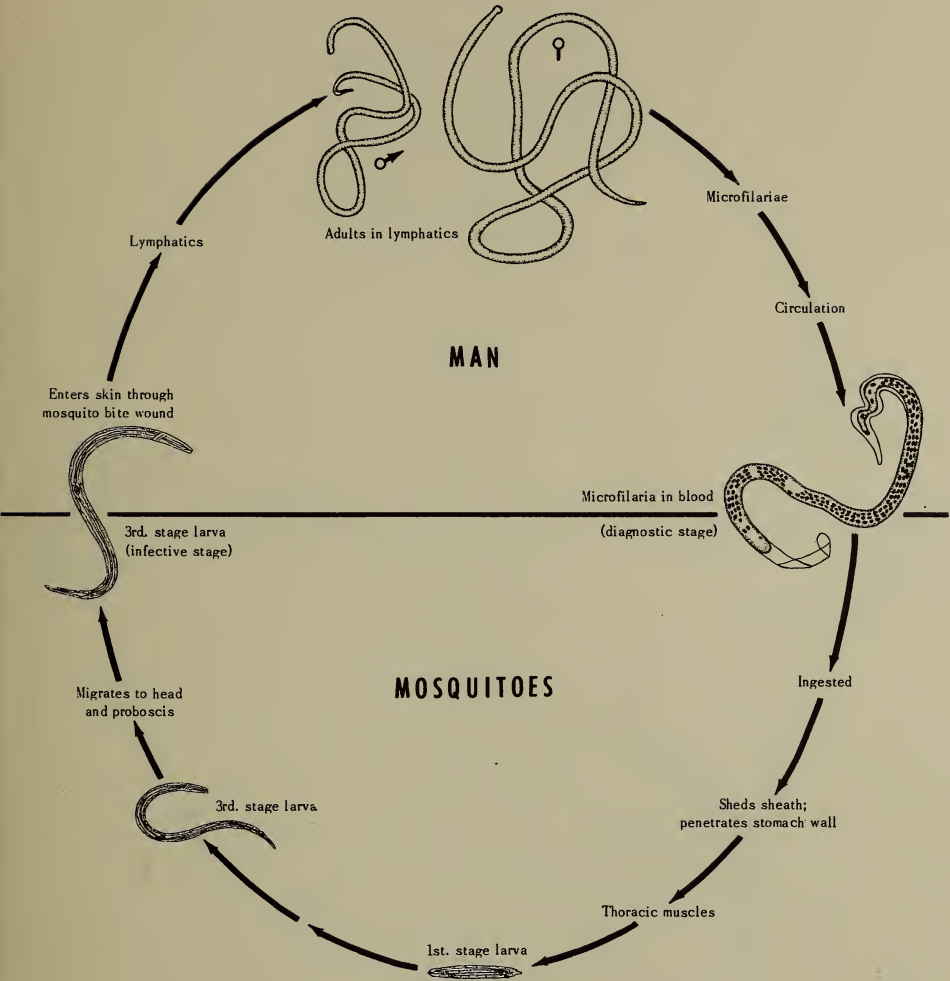 Microfilariae
Lymphatics
Adults in lymphatics
Circulation
MAN
Enters skin through
mosquito bite wound
Microfilaria in blood
(diagnostic stage)
3rd. stage larva
(infective stage)
Ingested
MOSQUITOES
Migrates to head
and proboscis
3rd. stage larva
Sheds sheath;
penetrates stomach wall
Thoracic muscles
1st. stage larva